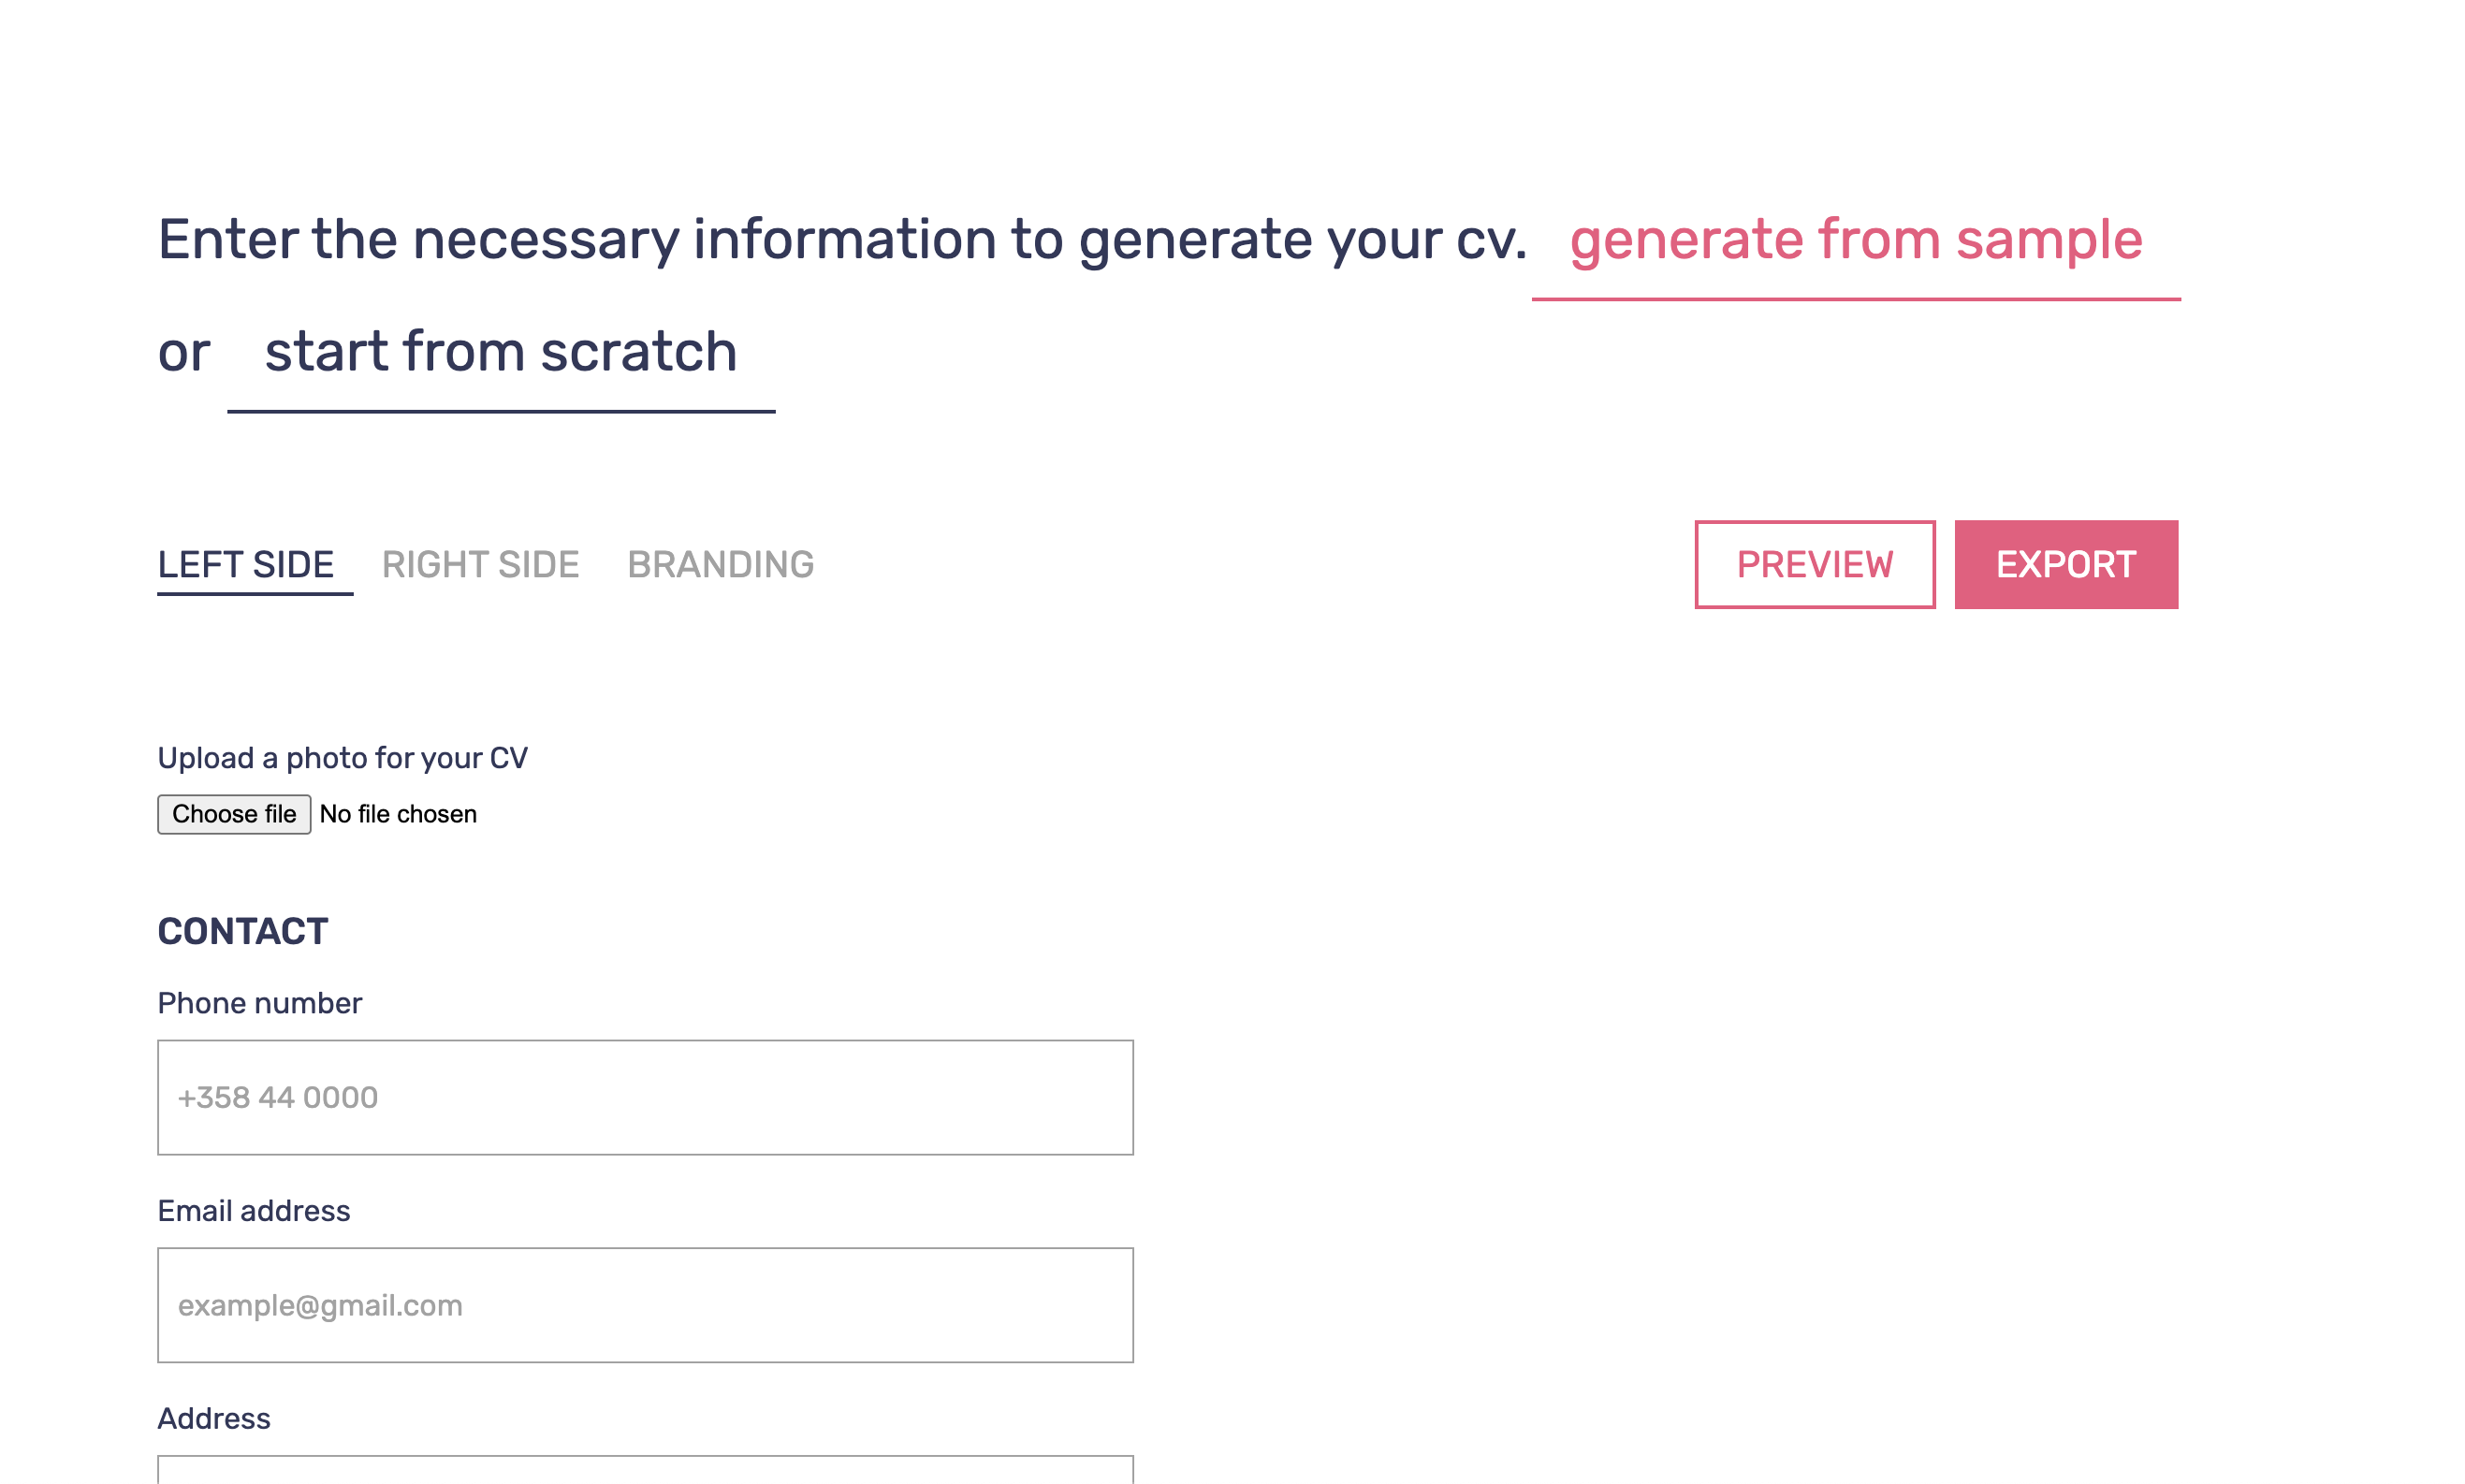 Enter the necessary information to generate your cv. generate from sample
or start from scratch
LEFT SIDE RIGHT SIDE BRANDING PREVIEW EXPORT
Upload a photo for your CV
Choose file No file chosen
CONTACT
Phone number
+358 44 0000
Email address
example@gmail.com
Address